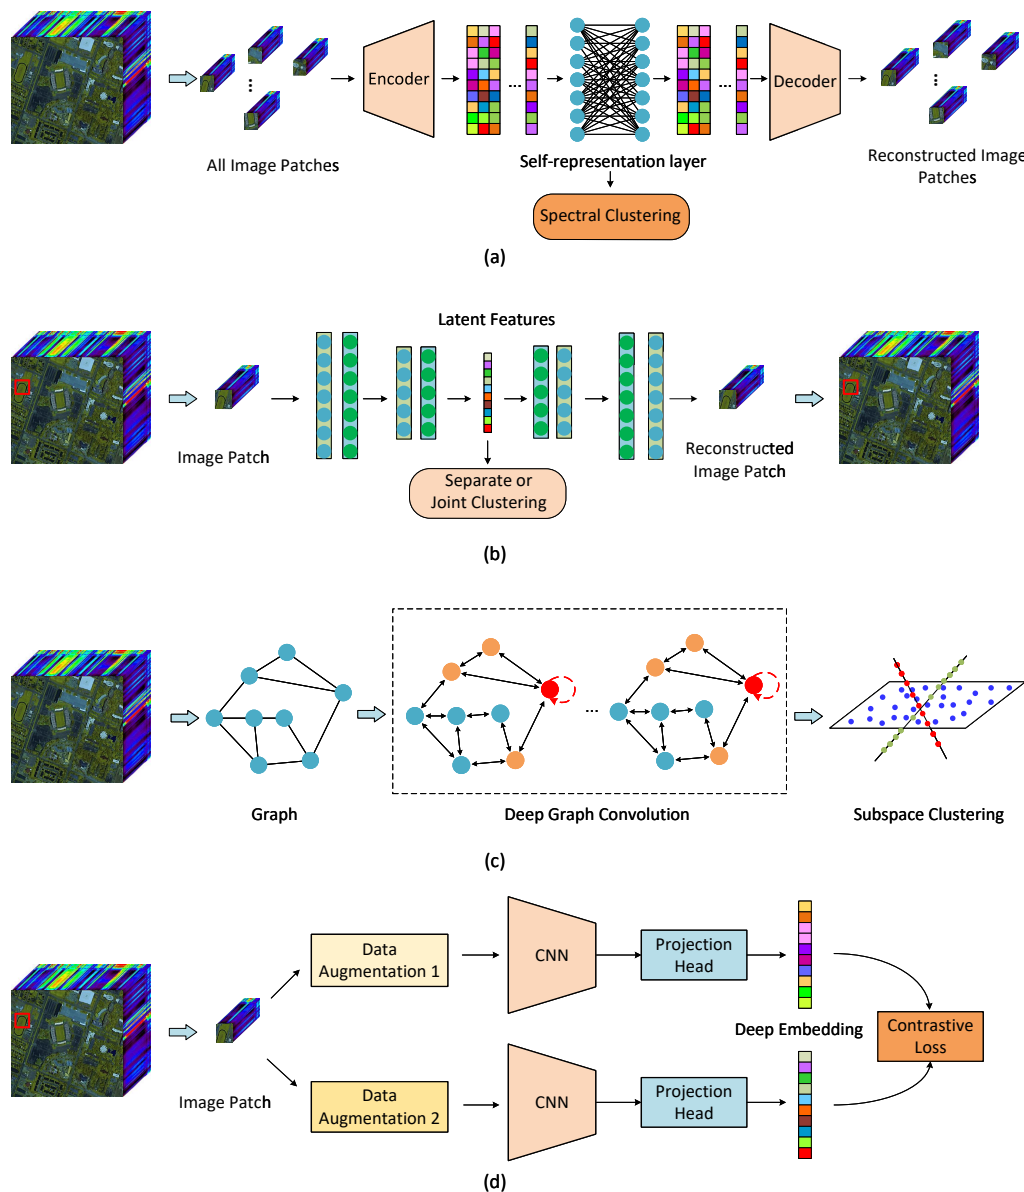 Encoder
Decoder
All Image Patches
Self-representation layer
Reconstructed Image
Patches
Spectral Clustering
(a)
Latent Features
Image Patch
Reconstructed
Image Patch
Separate or
Joint Clustering
(b)
Graph
Deep Graph Convolution
Subspace Clustering
(c)
Data
Augmentation 1
CNN
Projection
Head
Deep Embedding
Contrastive
Loss
Image Patch
Data
Augmentation 2
CNN
Projection
Head
(d)